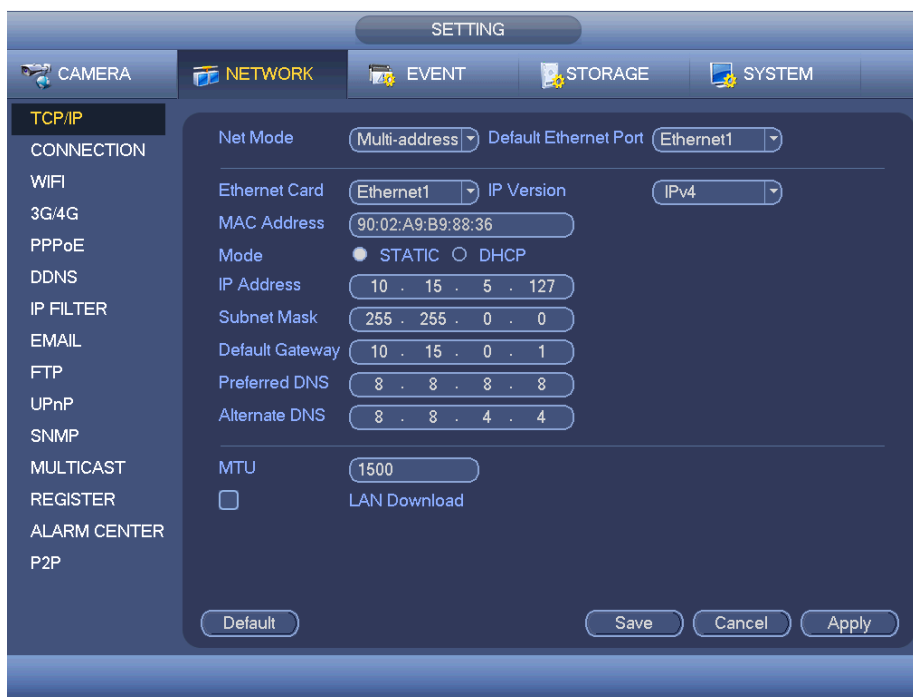 SETTING
CAMERA NETWORK EVENT STORAGE SYSTEM
TCP/IP
CONNECTION
WIFI
3G/4G
PPPoE
DDNS
IP FILTER
EMAIL
FTP
UPnP
SNMP
MULTICAST
REGISTER
ALARM CENTER
P2P
Net Mode Multi-address Default Ethernet Port Ethernet1
Ethernet Card Ethernet1 IP Version IPv4
MAC Address 90:02:A9:B9:88:36
Mode STATIC DHCP
IP Address 10 . 15 . 5 . 127
Subnet Mask 255 . 255 . 0 . 0
Default Gateway 10 . 15 . 0 . 1
Preferred DNS 8 . 8 . 8 . 8
Alternate DNS 8 . 8 . 4 . 4
MTU 1500
LAN Download
Default Save Cancel Apply